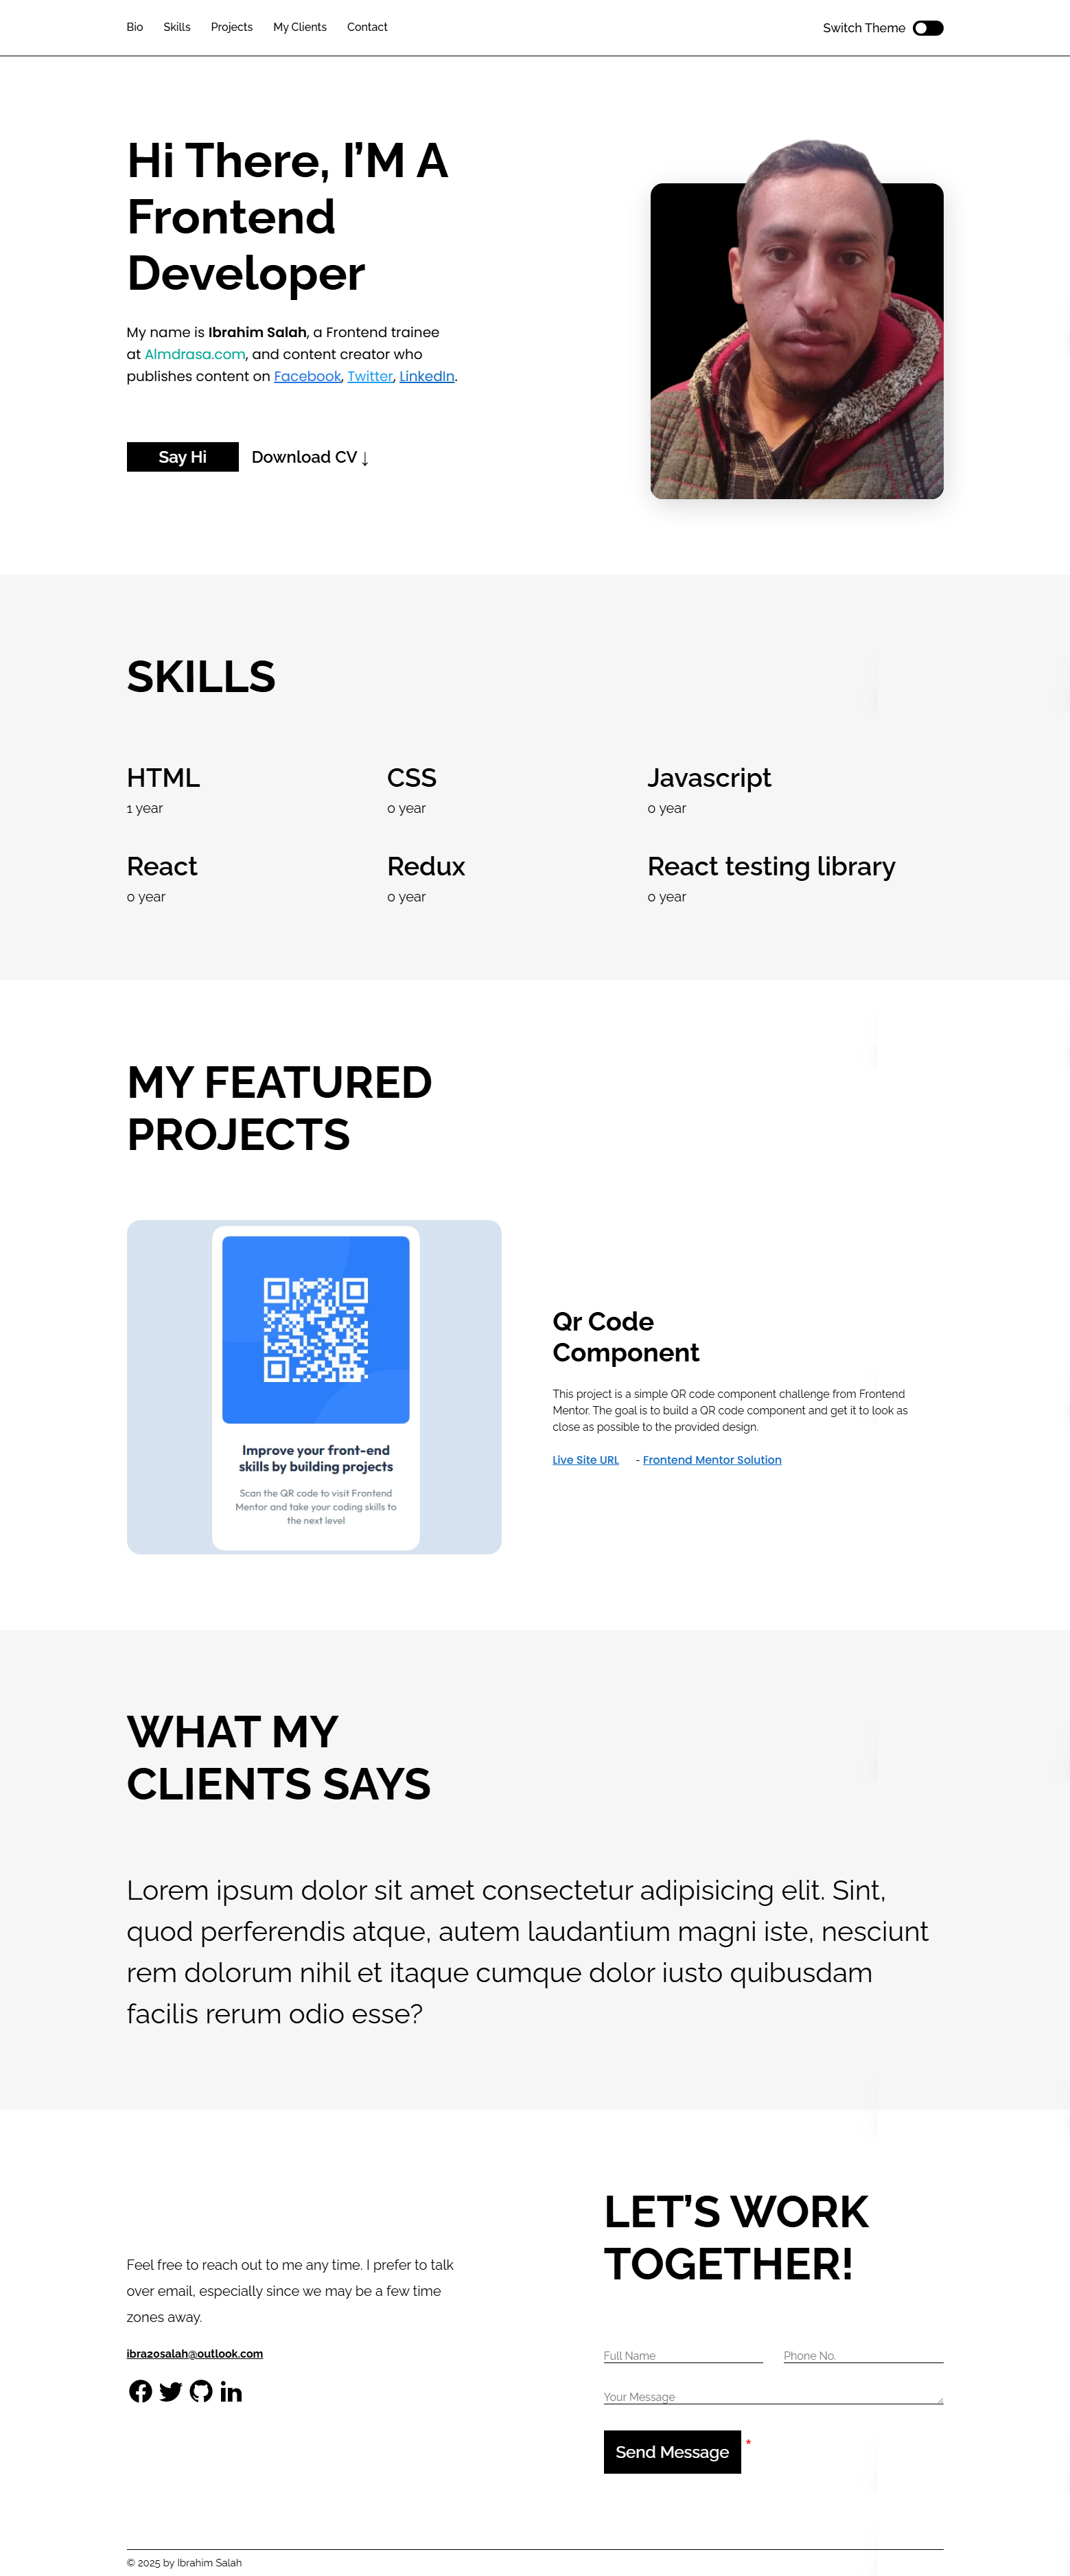 Bio Skills Projects My Clients Contact Switch Theme
Hi There, I’M A
Frontend
Developer
My name is Ibrahim Salah, a Frontend trainee
at Almdrasa.com, and content creator who
publishes content on Facebook, Twitter, LinkedIn.
Say Hi Download CV ↓
SKILLS
HTML CSS Javascript
1 year 0 year 0 year
React Redux React testing library
0 year 0 year 0 year
MY FEATURED
PROJECTS
Improve your front-end
skills by building projects
Scan the QR code to visit Frontend
Mentor and take your coding skills to
the next level
Qr Code
Component
This project is a simple QR code component challenge from Frontend
Mentor. The goal is to build a QR code component and get it to look as
close as possible to the provided design.
Live Site URL - Frontend Mentor Solution
WHAT MY
CLIENTS SAYS
Lorem ipsum dolor sit amet consectetur adipisicing elit. Sint,
quod perferendis atque, autem laudantium magni iste, nesciunt
rem dolorum nihil et itaque cumque dolor iusto quibusdam
facilis rerum odio esse?
Feel free to reach out to me any time. I prefer to talk
over email, especially since we may be a few time
zones away.
ibra20salah@outlook.com
LET’S WORK
TOGETHER!
Full Name Phone No.
Your Message
Send Message *
© 2025 by Ibrahim Salah